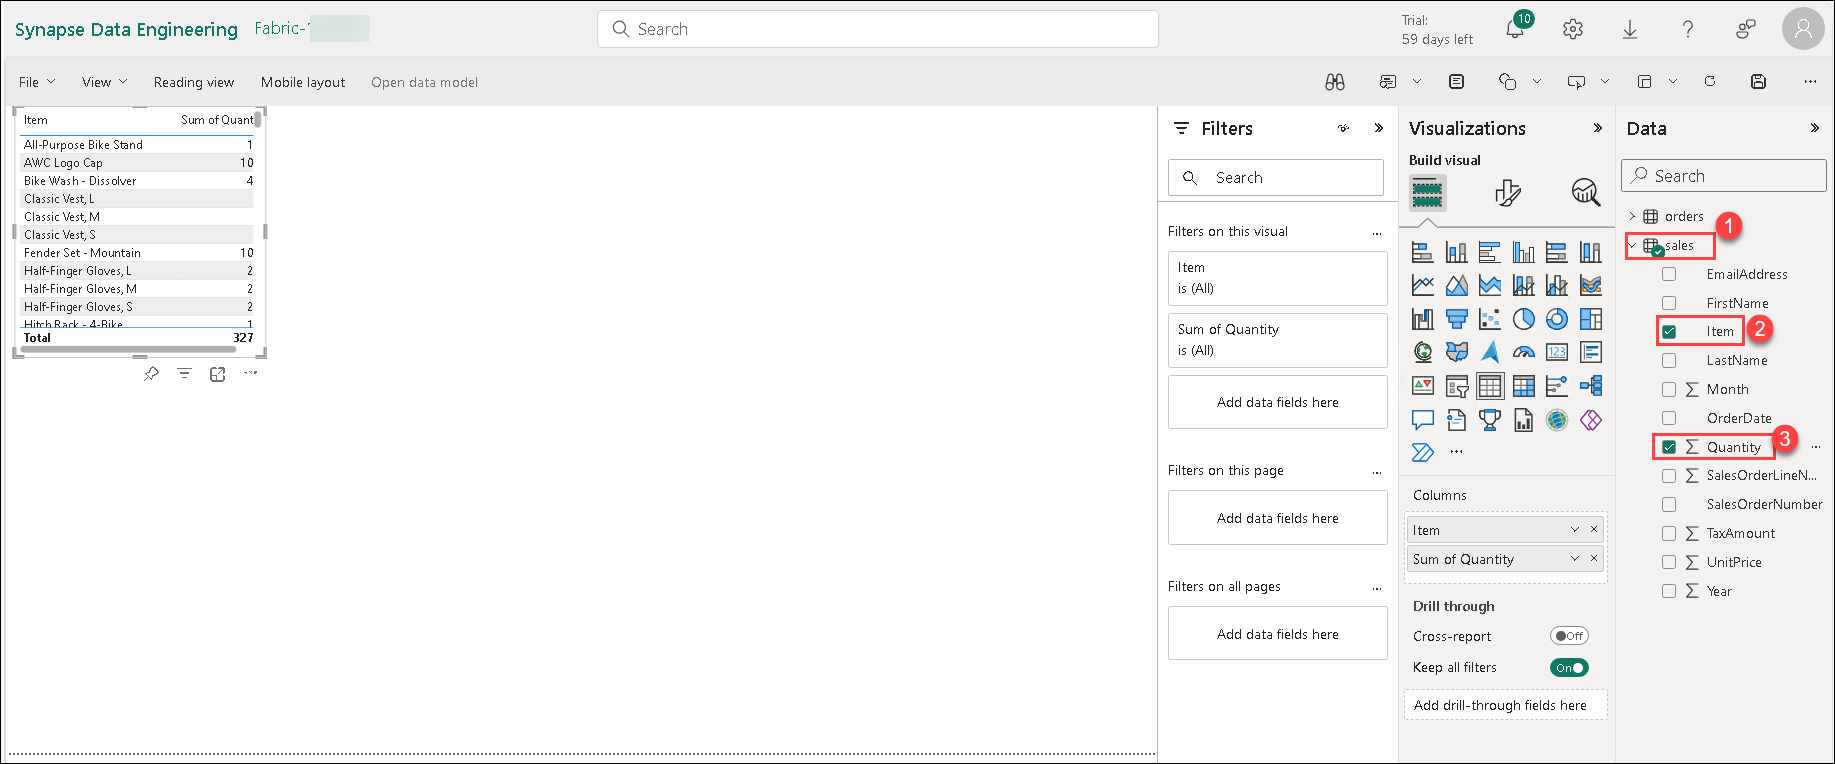 Synapse Data Engineering Fabric-
Search
Trial:
59 days left
10
File View Reading view Mobile layout Open data model
Item Sum of Quant
All-Purpose Bike Stand 1
AWC Logo Cap 10
Bike Wash - Dissolver 4
Classic Vest, L
Classic Vest, M
Classic Vest, S
Fender Set - Mountain 10
Half-Finger Gloves, L 2
Half-Finger Gloves, M 2
Half-Finger Gloves, S 2
Hitch Rack - 4-Bike 1
Total 327
Filters
Search
Filters on this visual ...
Item
is (All)
Sum of Quantity
is (All)
Add data fields here
Filters on this page ...
Add data fields here
Filters on all pages ...
Add data fields here
Visualizations
Build visual
123
...
Columns
Item
Sum of Quantity
Drill through
Cross-report Off
Keep all filters On
Add drill-through fields here
Data
Search
orders
1
sales
EmailAddress
FirstName
Item 2
LastName
Month
OrderDate
Quantity 3 ...
SalesOrderLineN...
SalesOrderNumber
TaxAmount
UnitPrice
Year